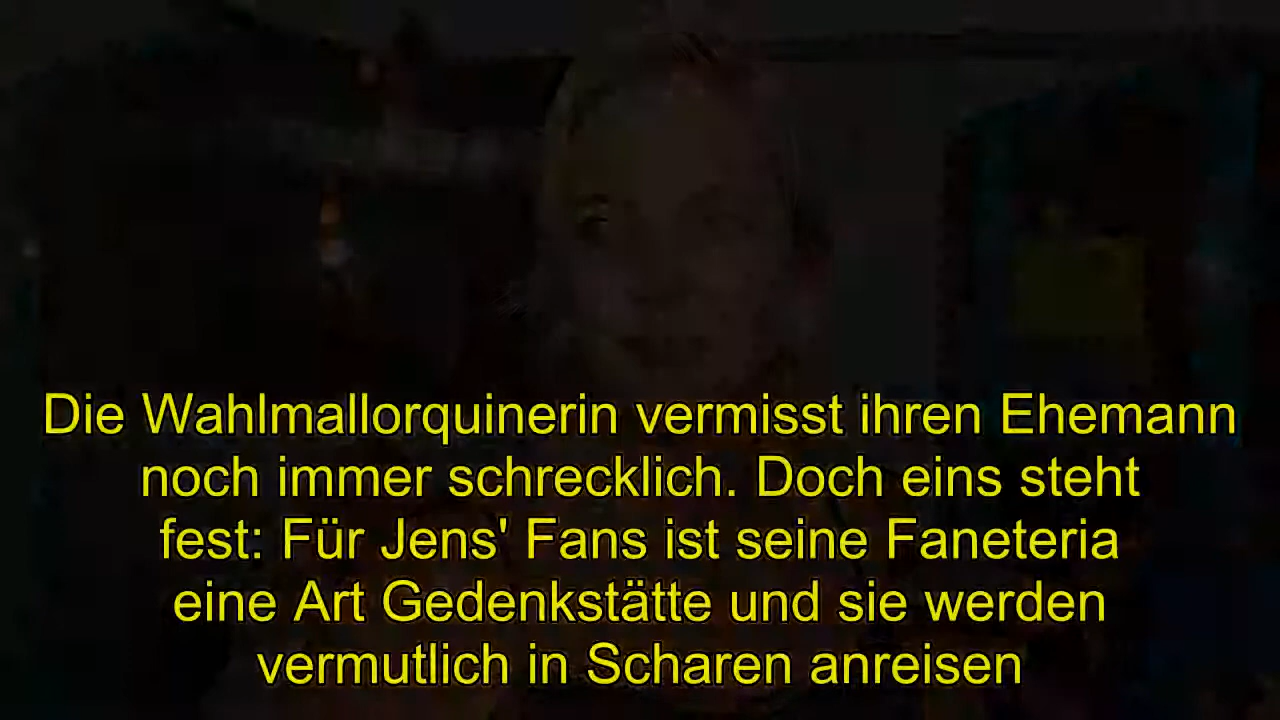 Die Wahlmallorquinerin vermisst ihren Ehemann
noch immer schrecklich. Doch eins steht
fest: Für Jens' Fans ist seine Faneteria
eine Art Gedenkstätte und sie werden
vermutlich in Scharen anreisen